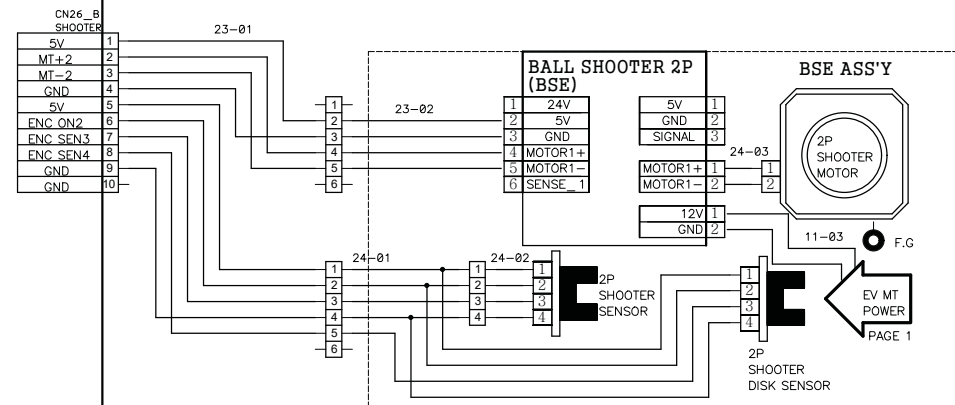 CN26_B
SHOOTER
5V 1
MT+2 2
MT-2 3
GND 4
5V 5
ENC ON2 6
ENC SEN3 7
ENC SEN4 8
GND 9
GND 10
23-01
1
2
3
4
5
6
23-02
BALL SHOOTER 2P
(BSE)
1 24V
2 5V
3 GND
4 MOTOR1+
5 MOTOR1-
6 SENSE_1
5V 1
GND 2
SIGNAL 3
MOTOR1+ 1
MOTOR1- 2
12V 1
GND 2
24-03
1
2
BSE ASS'Y
2P
SHOOTER
MOTOR
F.G
11-03
EV MT
POWER
PAGE 1
24-01
1
2
3
4
5
6
24-02
1
2
3
4
1
2
3
4
2P
SHOOTER
SENSOR
1
2
3
4
2P
SHOOTER
DISK SENSOR